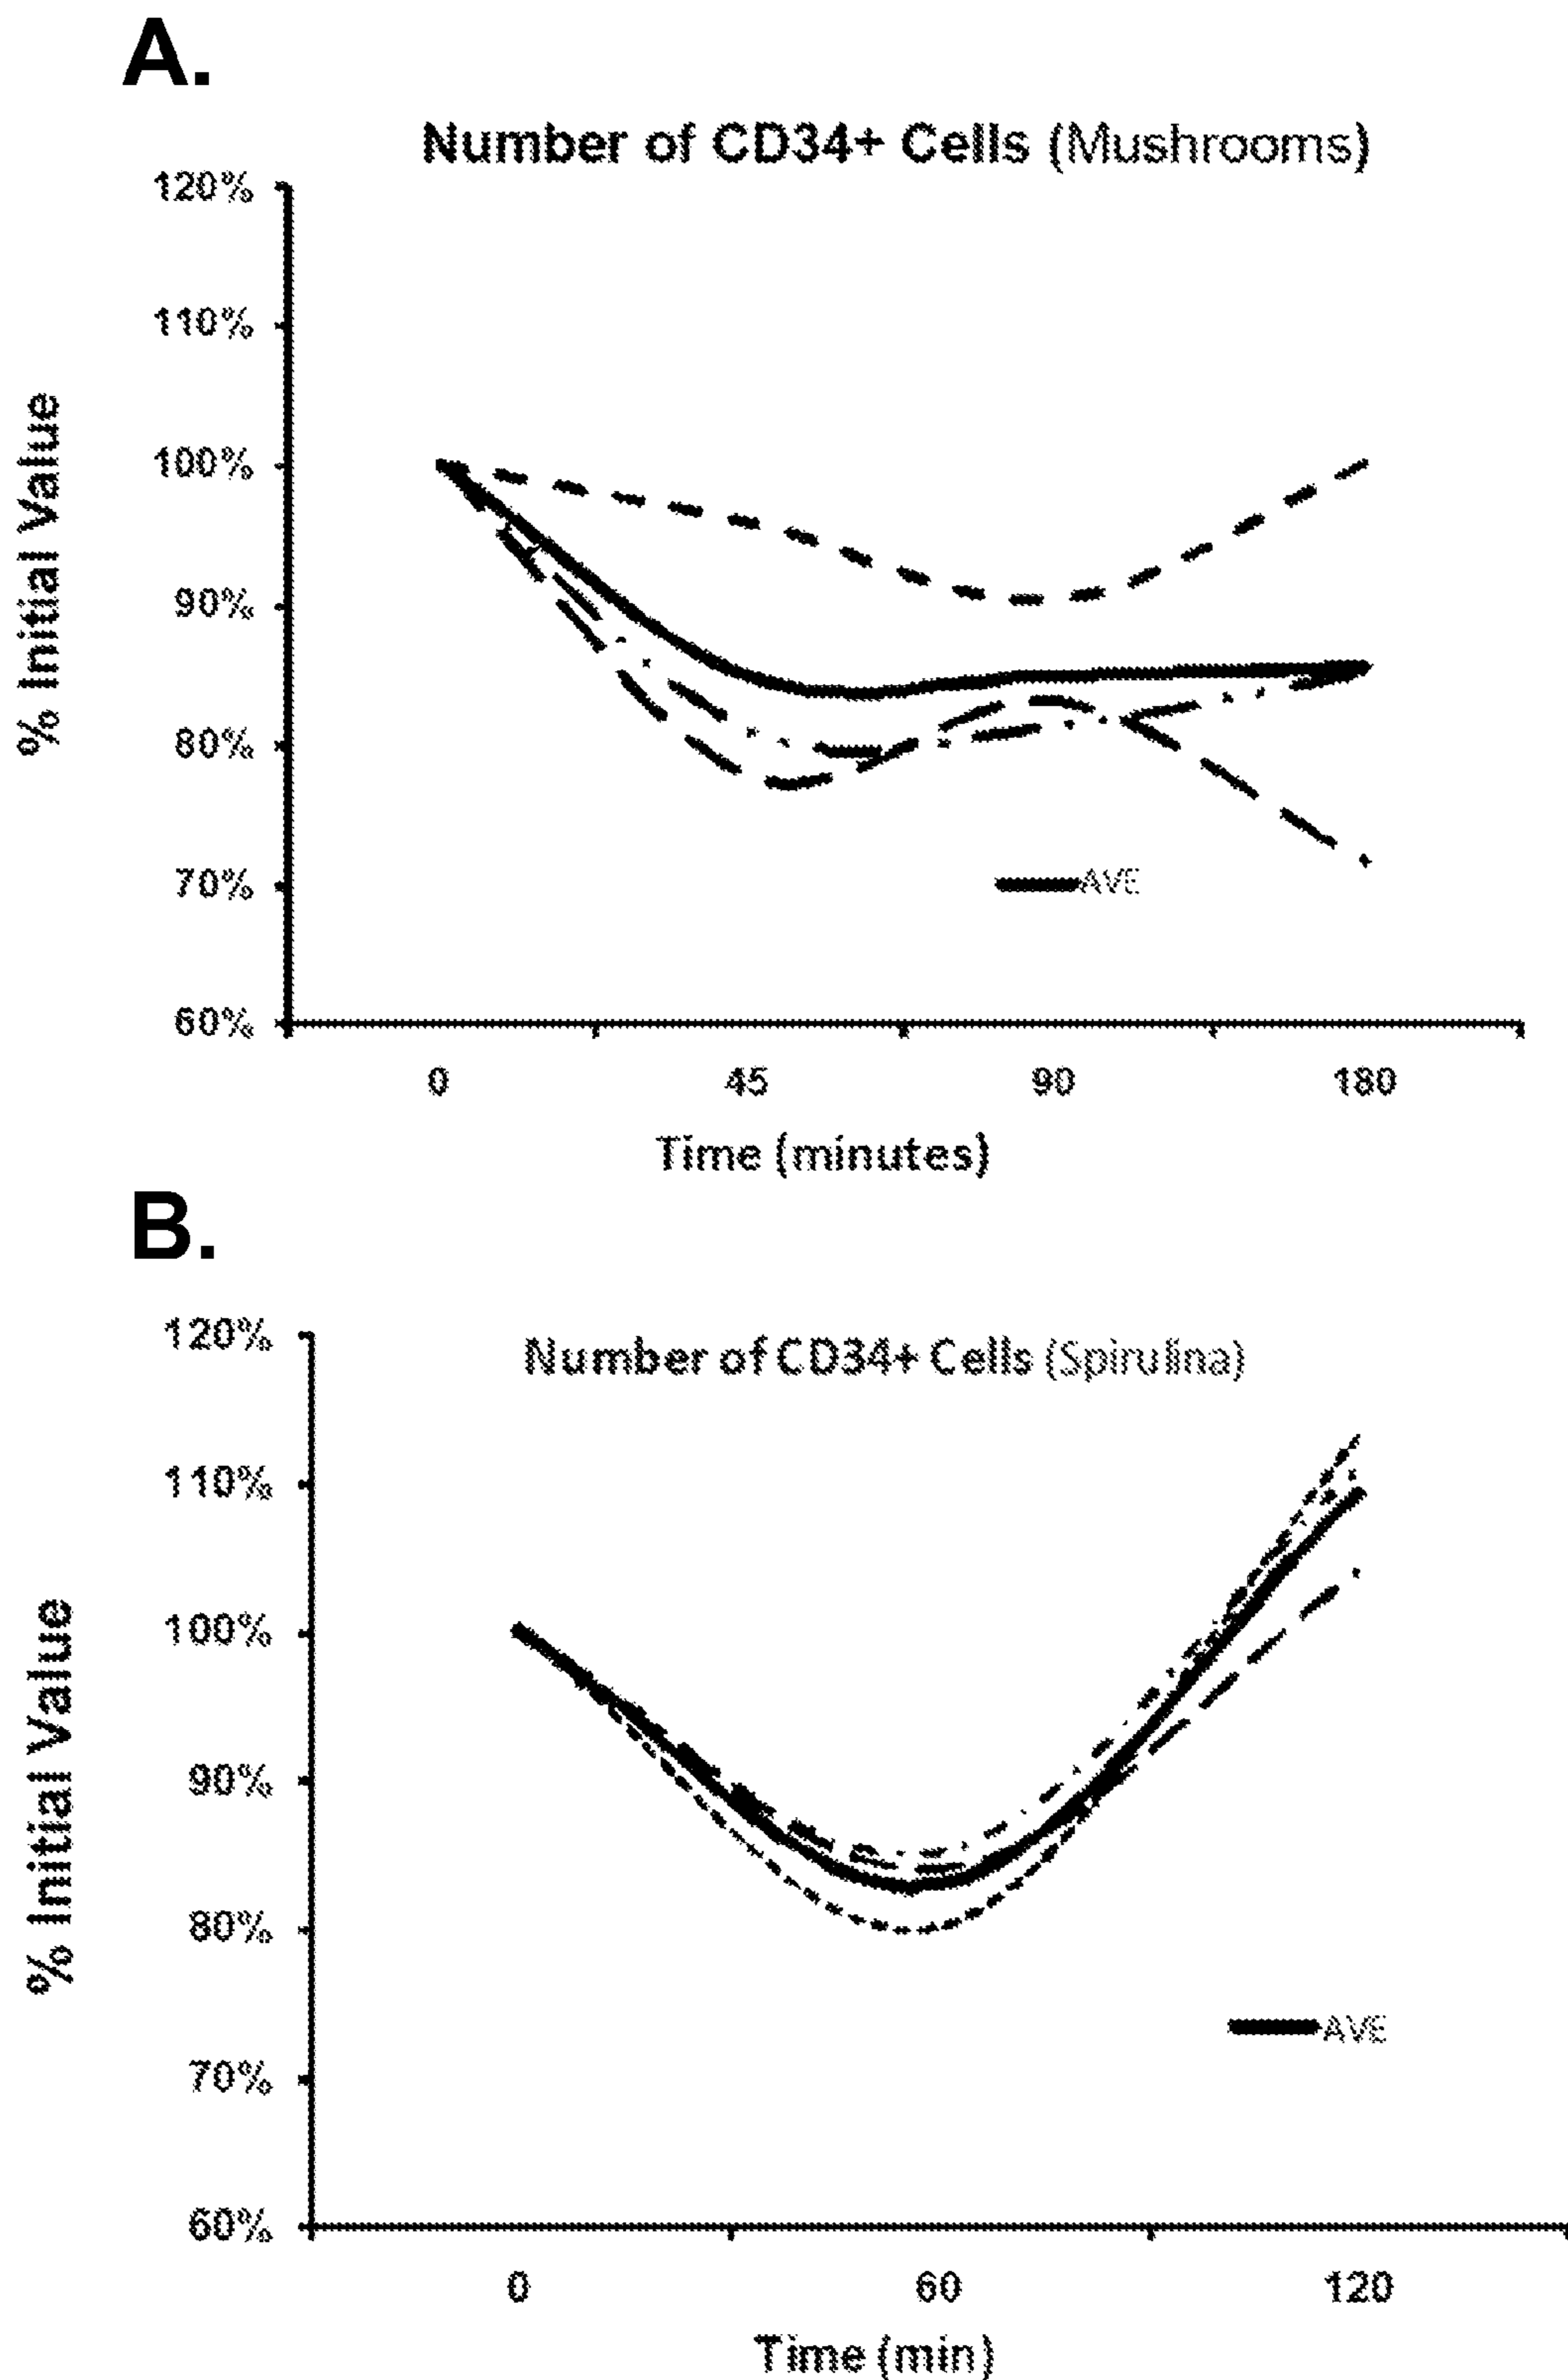 A.
Number of CD34+ Cells (Mushrooms)
120%
110%
100%
90%
80%
70%
60%
% Initial Value
AVE
0 45 90 180
Time (minutes)
B.
Number of CD34+ Cells (Spirulina)
120%
110%
100%
90%
80%
70%
60%
% Initial Value
AVE
0 60 120
Time (min)